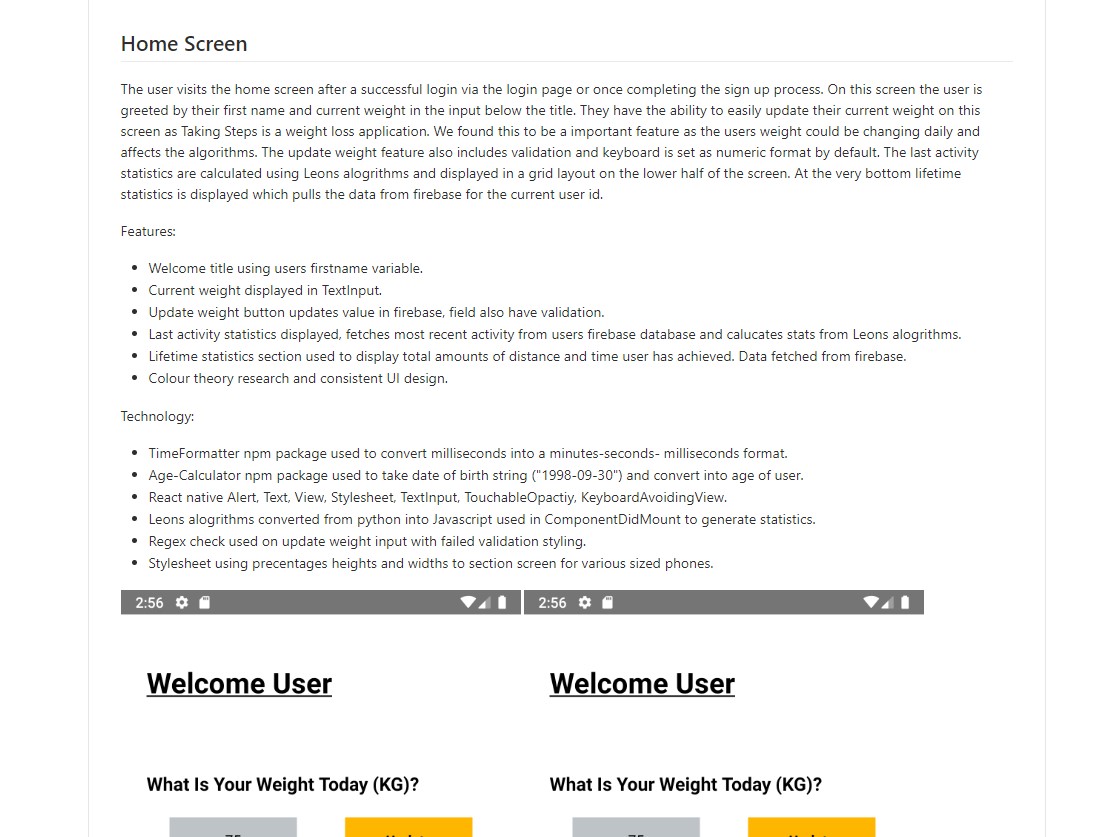 Home Screen
The user visits the home screen after a successful login via the login page or once completing the sign up process. On this screen the user is
greeted by their first name and current weight in the input below the title. They have the ability to easily update their current weight on this
screen as Taking Steps is a weight loss application. We found this to be a important feature as the users weight could be changing daily and
affects the algorithms. The update weight feature also includes validation and keyboard is set as numeric format by default. The last activity
statistics are calculated using Leons alogrithms and displayed in a grid layout on the lower half of the screen. At the very bottom lifetime
statistics is displayed which pulls the data from firebase for the current user id.
Features:
Welcome title using users firstname variable.
Current weight displayed in TextInput.
Update weight button updates value in firebase, field also have validation.
Last activity statistics displayed, fetches most recent activity from users firebase database and calucates stats from Leons alogrithms.
Lifetime statistics section used to display total amounts of distance and time user has achieved. Data fetched from firebase.
Colour theory research and consistent UI design.
Technology:
TimeFormatter npm package used to convert milliseconds into a minutes-seconds- milliseconds format.
Age-Calculator npm package used to take date of birth string ("1998-09-30") and convert into age of user.
React native Alert, Text, View, Stylesheet, TextInput, TouchableOpactiy, KeyboardAvoidingView.
Leons alogrithms converted from python into Javascript used in ComponentDidMount to generate statistics.
Regex check used on update weight input with failed validation styling.
Stylesheet using precentages heights and widths to section screen for various sized phones.
2:56 2:56
Welcome User Welcome User
What Is Your Weight Today (KG)? What Is Your Weight Today (KG)?